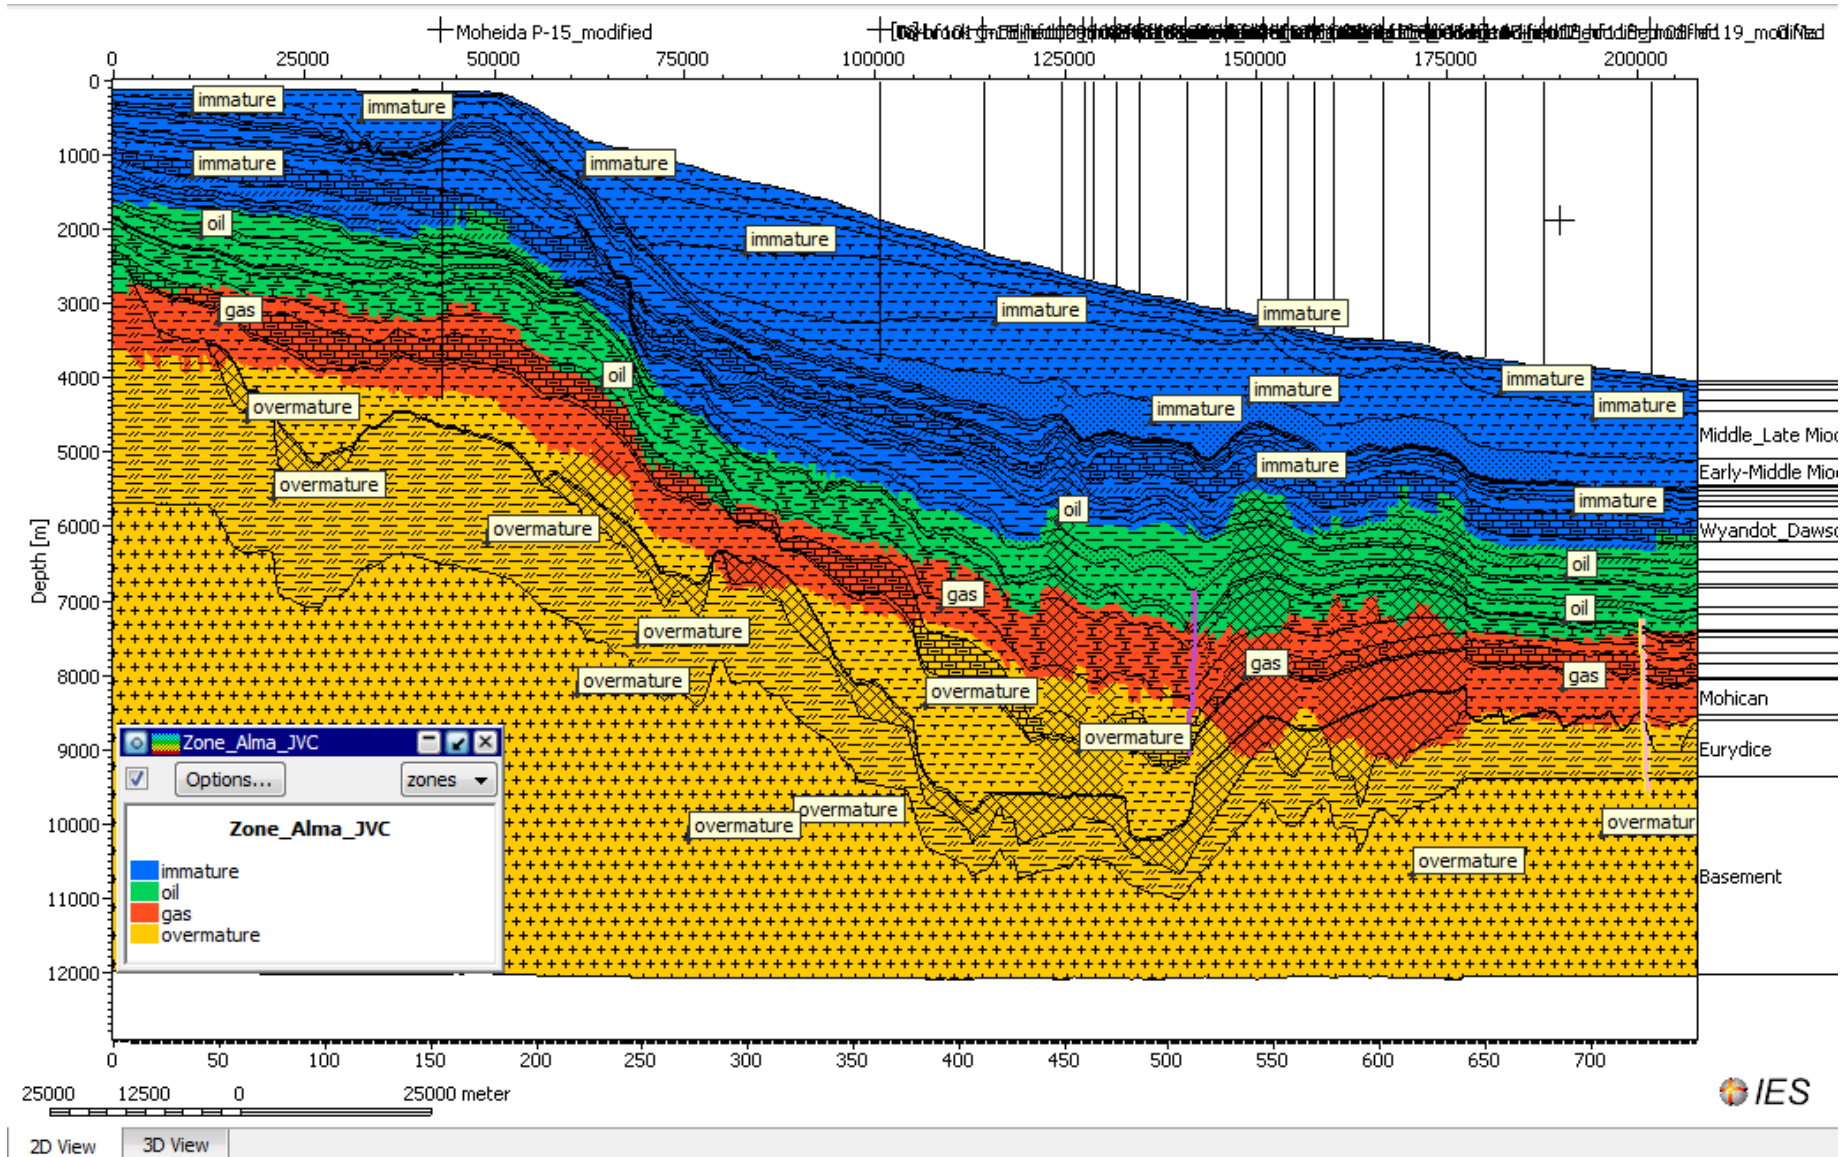 Moheida P-15_modified
119_modified
0 25000 50000 75000 100000 125000 150000 175000 200000
0
1000
2000
3000
4000
5000
6000
7000
8000
9000
10000
11000
12000
Depth [m]
immature
immature
immature
immature
oil
immature
gas
immature
immature
oil
immature
immature
immature
overmature
immature
immature
overmature
immature
oil
overmature
oil
gas
oil
overmature
gas
gas
overmature
overmature
overmature
overmature
overmature
overmatur
overmature
Middle_Late Mioc
Early-Middle Mioc
Wyandot_Dawso
Mohican
Eurydice
Basement
Zone_Alma_JVC
Options...
zones
Zone_Alma_JVC
immature
oil
gas
overmature
0 50 100 150 200 250 300 350 400 450 500 550 600 650 700
25000 12500 0 25000 meter
IES
2D View 3D View